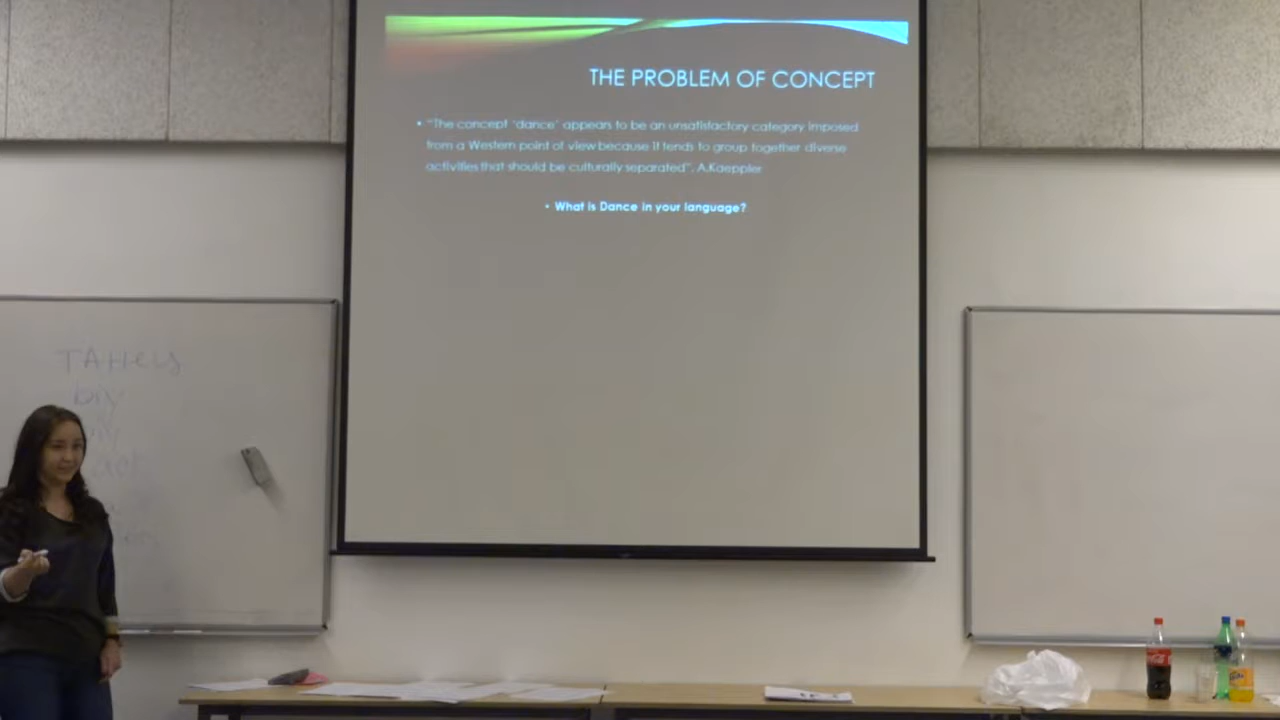 THE PROBLEM OF CONCEPT
• "The concept 'dance' appears to be an unsatisfactory category imposed
from a Western point of view because it tends to group together diverse
activities that should be culturally separated", A.Kaeppler
• What is Dance in your language?